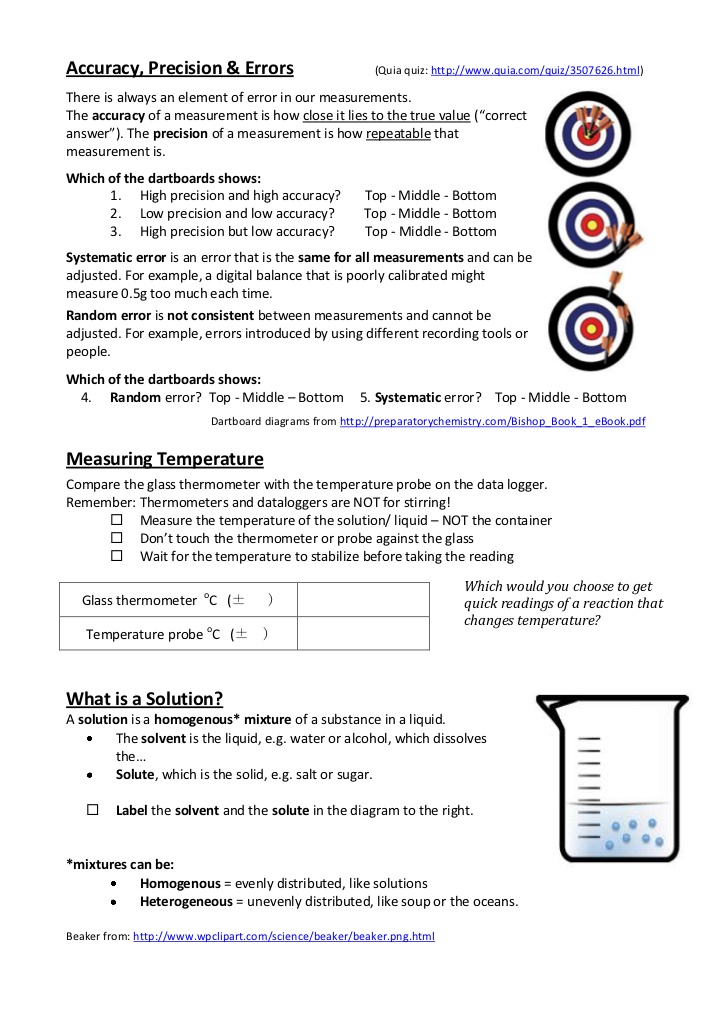 Accuracy, Precision & Errors (Quia quiz: http://www.quia.com/quiz/3507626.html)
There is always an element of error in our measurements.
The accuracy of a measurement is how close it lies to the true value (“correct
answer”). The precision of a measurement is how repeatable that
measurement is.
Which of the dartboards shows:
1. High precision and high accuracy? Top - Middle - Bottom
2. Low precision and low accuracy? Top - Middle - Bottom
3. High precision but low accuracy? Top - Middle - Bottom
Systematic error is an error that is the same for all measurements and can be
adjusted. For example, a digital balance that is poorly calibrated might
measure 0.5g too much each time.
Random error is not consistent between measurements and cannot be
adjusted. For example, errors introduced by using different recording tools or
people.
Which of the dartboards shows:
4. Random error? Top - Middle – Bottom 5. Systematic error? Top - Middle - Bottom
Dartboard diagrams from http://preparatorychemistry.com/Bishop_Book_1_eBook.pdf
Measuring Temperature
Compare the glass thermometer with the temperature probe on the data logger.
Remember: Thermometers and dataloggers are NOT for stirring!
☐ Measure the temperature of the solution/ liquid – NOT the container
☐ Don’t touch the thermometer or probe against the glass
☐ Wait for the temperature to stabilize before taking the reading
Glass thermometer °C (± )
Temperature probe °C (± )
Which would you choose to get
quick readings of a reaction that
changes temperature?
What is a Solution?
A solution is a homogenous* mixture of a substance in a liquid.
• The solvent is the liquid, e.g. water or alcohol, which dissolves
the…
• Solute, which is the solid, e.g. salt or sugar.
☐ Label the solvent and the solute in the diagram to the right.
*mixtures can be:
• Homogenous = evenly distributed, like solutions
• Heterogeneous = unevenly distributed, like soup or the oceans.
Beaker from: http://www.wpclipart.com/science/beaker/beaker.png.html